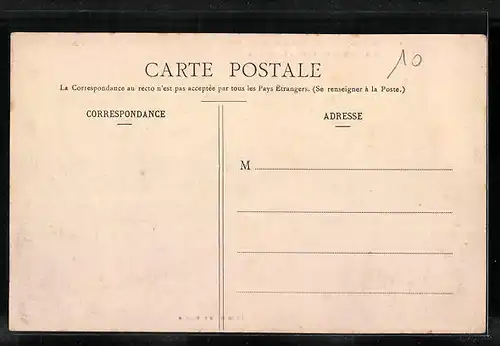 10
CARTE POSTALE
La Correspondance au recto n'est pas acceptée par tous les Pays Étrangers. (Se renseigner à la Poste.)
CORRESPONDANCE
ADRESSE
M